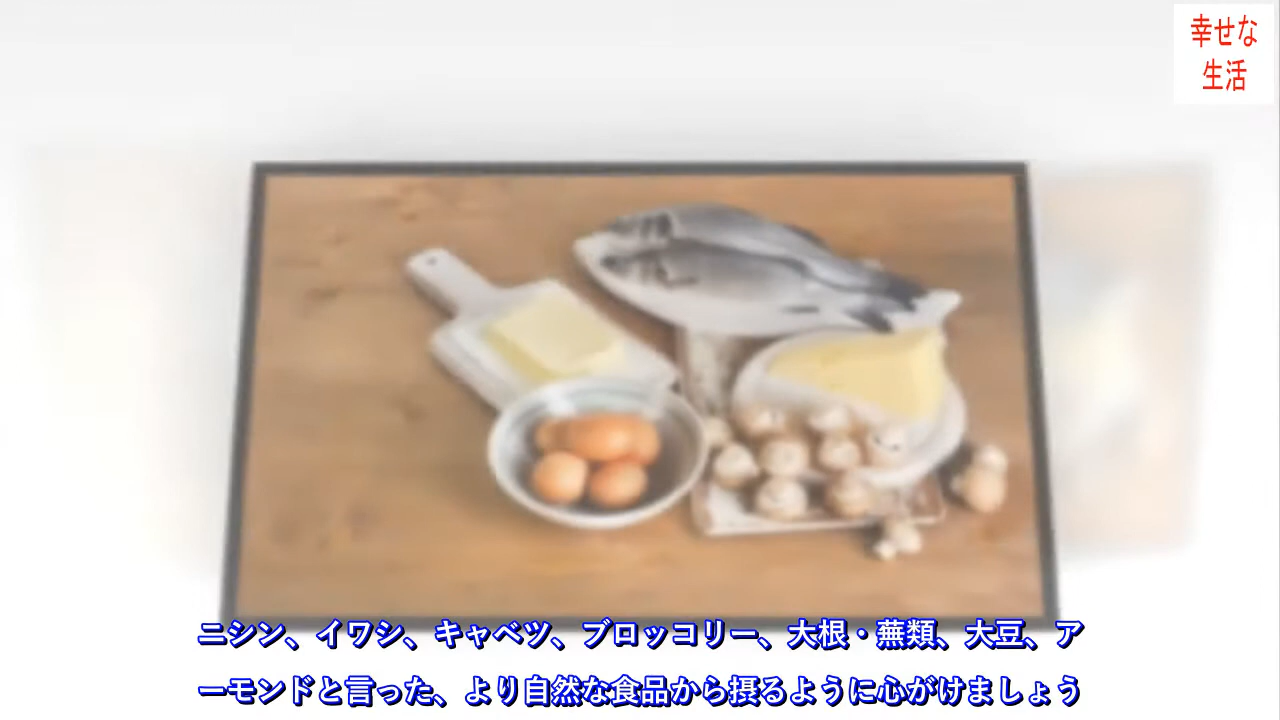 幸せな
生活
ニシン、イワシ、キャベツ、ブロッコリー、大根・蕪類、大豆、ア
ーモンドと言った、より自然な食品から摂るように心がけましょう